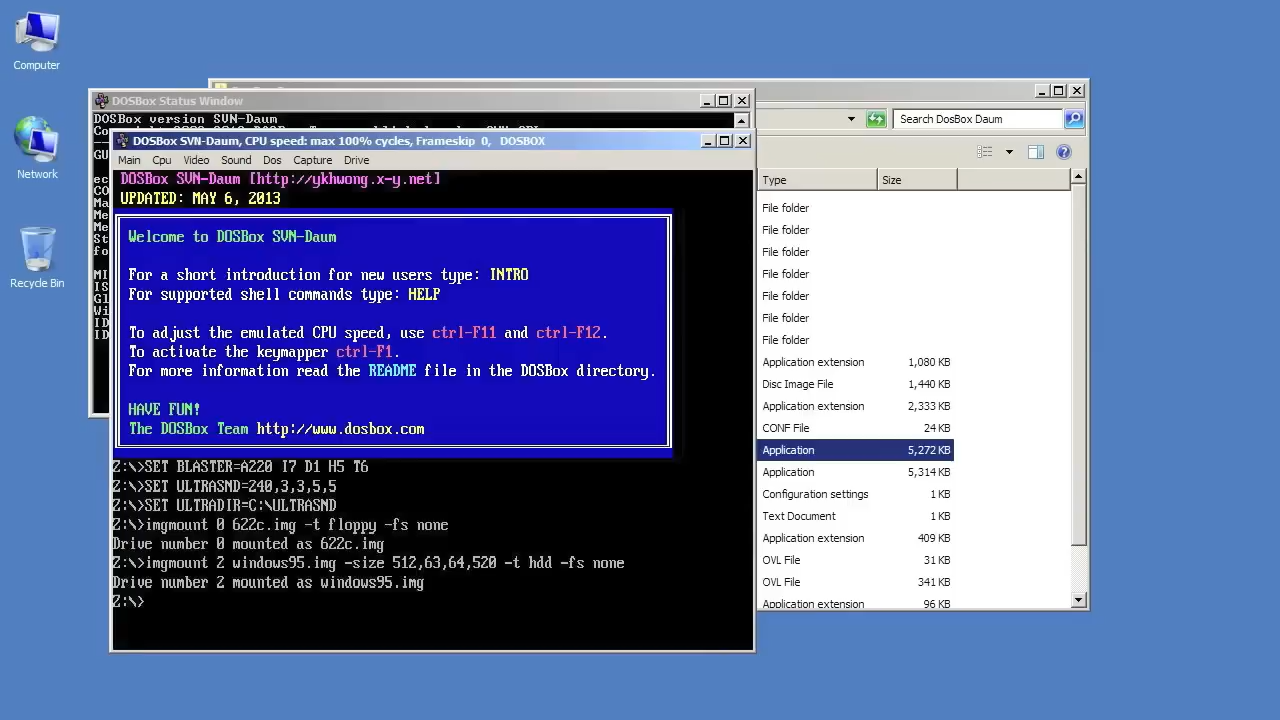 Computer
Network
Recycle Bin
DOSBox Status Window
DOSBox version SVN-Daum
DOSBox SVN-Daum, CPU speed: max 100% cycles, Frameskip 0, DOSBOX
Main Cpu Video Sound Dos Capture Drive
DOSBox SVN-Daum [http://ykhwong.x-y.net]
UPDATED: MAY 6, 2013
Welcome to DOSBox SVN-Daum
For a short introduction for new users type: INTRO
For supported shell commands type: HELP
To adjust the emulated CPU speed, use ctrl-F11 and ctrl-F12.
To activate the keymapper ctrl-F1.
For more information read the README file in the DOSBox directory.
HAVE FUN!
The DOSBox Team http://www.dosbox.com
Z:\>SET BLASTER=A220 I7 D1 H5 T6
Z:\>SET ULTRASND=240,3,3,5,5
Z:\>SET ULTRADIR=C:\ULTRASND
Z:\>imgmount 0 622c.img -t floppy -fs none
Drive number 0 mounted as 622c.img
Z:\>imgmount 2 windows95.img -size 512,63,64,520 -t hdd -fs none
Drive number 2 mounted as windows95.img
Z:\>
Search DosBox Daum
Type Size
File folder
File folder
File folder
File folder
File folder
File folder
File folder
Application extension 1,080 KB
Disc Image File 1,440 KB
Application extension 2,333 KB
CONF File 24 KB
Application 5,272 KB
Application 5,314 KB
Configuration settings 1 KB
Text Document 1 KB
Application extension 409 KB
OVL File 31 KB
OVL File 341 KB
Application extension 96 KB